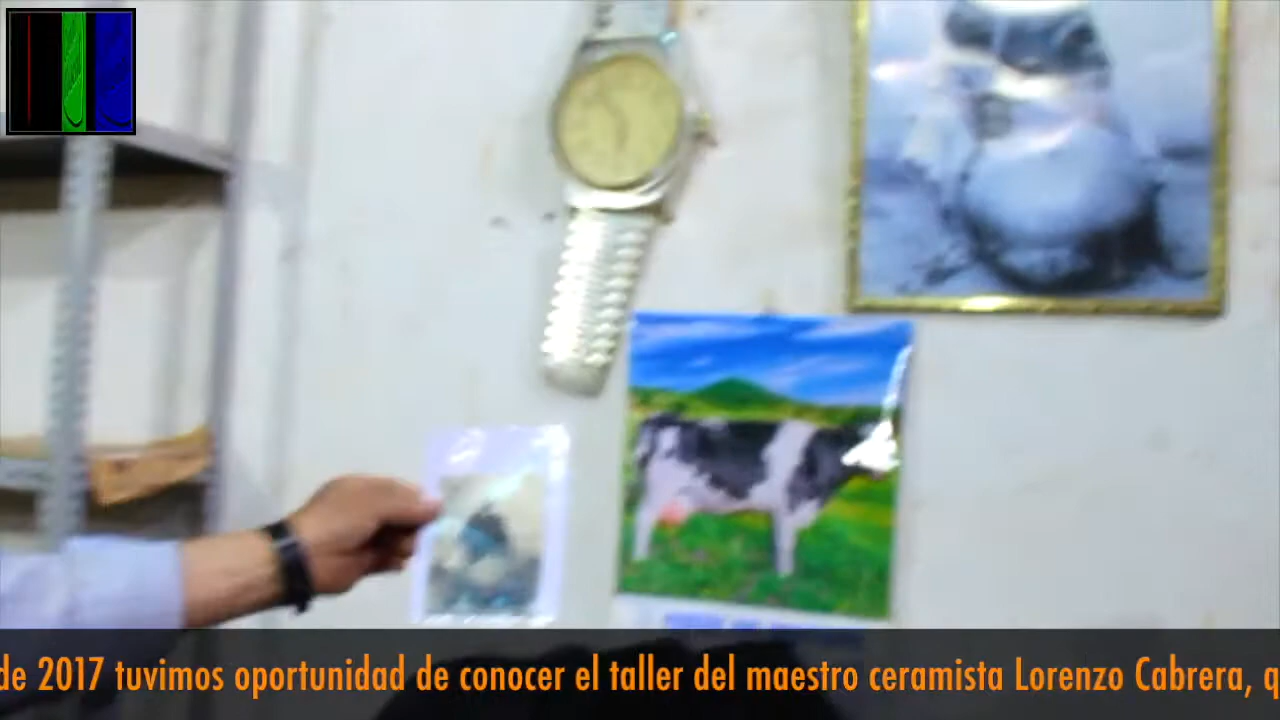 de 2017 tuvimos oportunidad de conocer el taller del maestro ceramista Lorenzo Cabrera, q